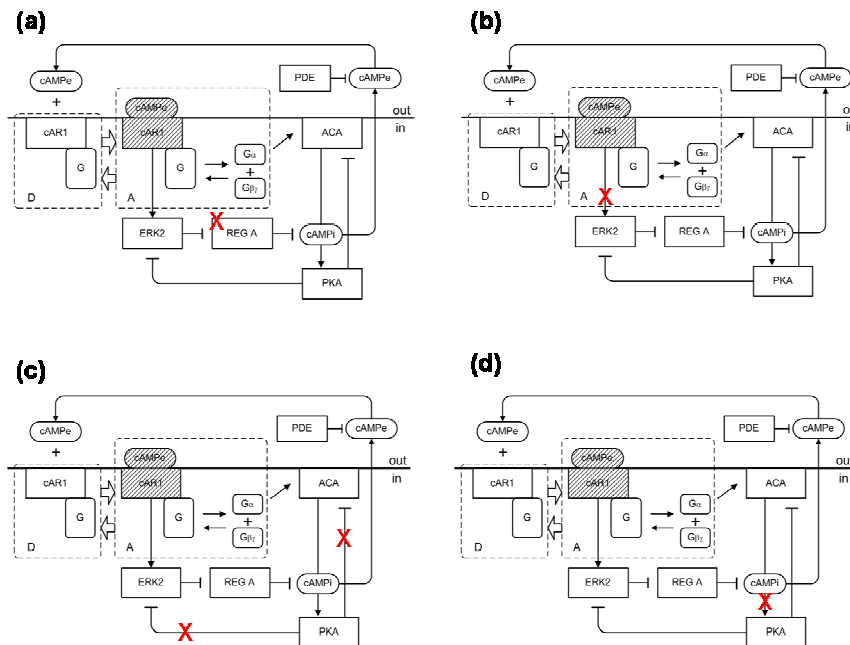 (a)
cAMPe
+
PDE
cAMPe
out
in
cAMPe
cAR1
cAR1
ACA
G
G
Gα
+
Gβγ
D
A
X
ERK2
REG A
cAMPi
PKA
(b)
cAMPe
+
PDE
cAMPe
ou
in
cAMPe
cAR1
cAR1
ACA
G
G
Gα
+
Gβγ
D
A
X
ERK2
REG A
cAMPi
PKA
(c)
cAMPe
+
PDE
cAMPe
out
in
cAMPe
cAR1
cAR1
ACA
G
G
Gα
+
Gβγ
D
A
X
ERK2
REG A
cAMPi
X
PKA
(d)
cAMPe
+
PDE
cAMPe
out
in
cAMPe
cAR1
cAR1
ACA
G
G
Gα
+
Gβγ
D
A
ERK2
REG A
cAMPi
X
PKA